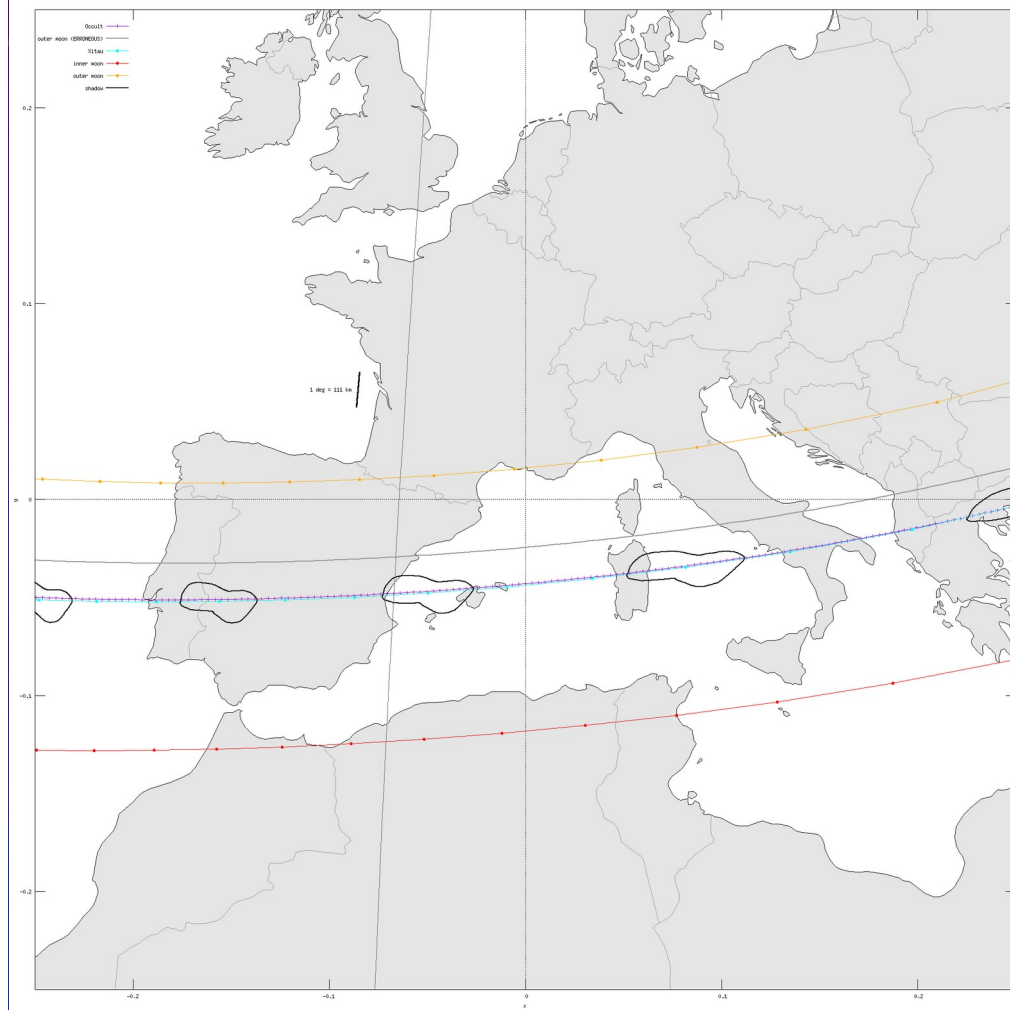 Occult
outer moon (ERRONEOUS)
Xitau
inner moon
outer moon
shadow
0.2
0.1
1 deg = 111 km
y
0
-0.1
-0.2
-0.2
-0.1
0
0.1
0.2
x